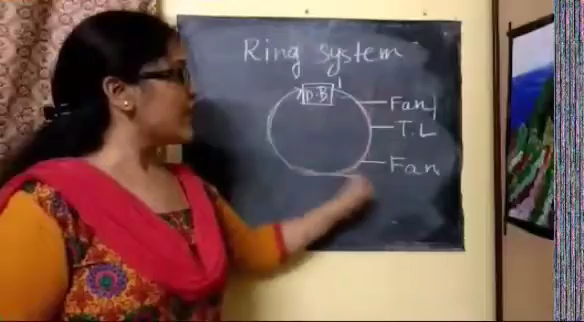 Ring system
D.B
Fan
T.L
Fan